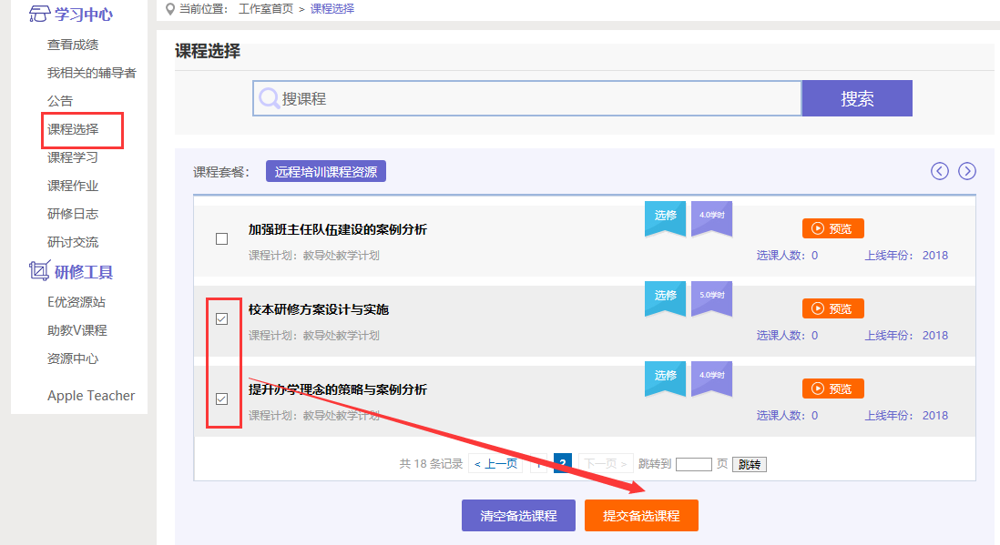 学习中心
查看成绩
我相关的辅导者
公告
课程选择
课程学习
课程作业
研修日志
研讨交流
研修工具
E优资源站
助教V课程
资源中心
Apple Teacher
当前位置： 工作室首页 > 课程选择
课程选择
搜课程 搜索
课程套餐： 远程培训课程资源
加强班主任队伍建设的案例分析 选修 4.0学时 预览
课程计划：教导处教学计划 选课人数：0 上线年份： 2018
校本研修方案设计与实施 选修 5.0学时 预览
课程计划：教导处教学计划 选课人数：0 上线年份： 2018
提升办学理念的策略与案例分析 选修 4.0学时 预览
课程计划：教导处教学计划 选课人数：0 上线年份： 2018
共 18 条记录 < 上一页 1 2 下一页 > 跳转到 页 跳转
清空备选课程 提交备选课程